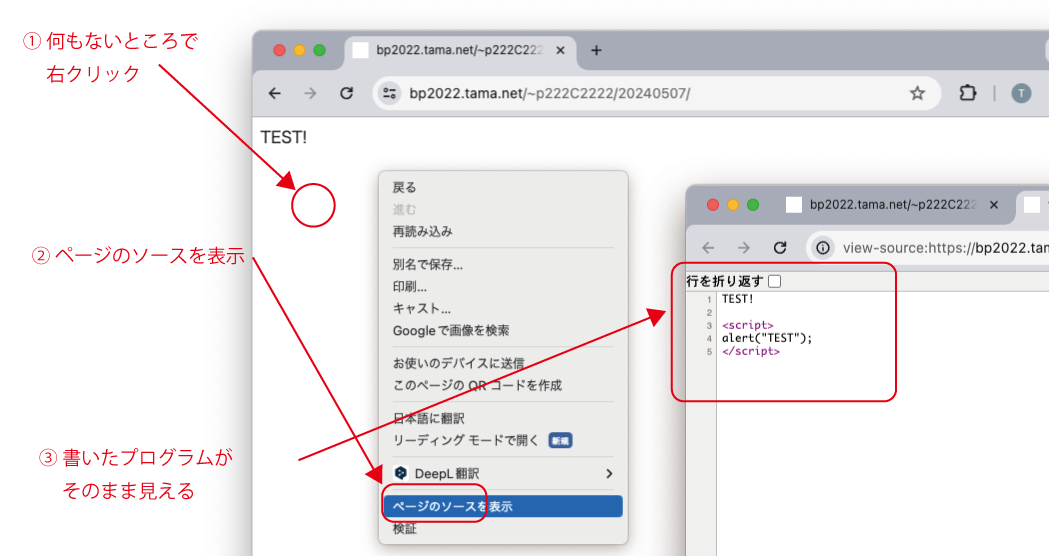 ① 何もないところで
右クリック
bp2022.tama.net/~p222C222
bp2022.tama.net/~p222C2222/20240507/
T
TEST!
戻る
進む
再読み込み
② ページのソースを表示
別名で保存...
印刷...
キャスト...
Google で画像を検索
お使いのデバイスに送信
このページの QR コードを作成
日本語に翻訳
リーディング モードで開く 新規
DeepL 翻訳
ページのソースを表示
検証
③ 書いたプログラムが
そのまま見える
bp2022.tama.net/~p222C222
view-source:https://bp2022.tam
行を折り返す
1 TEST!
2
3 <script>
4 alert("TEST");
5 </script>